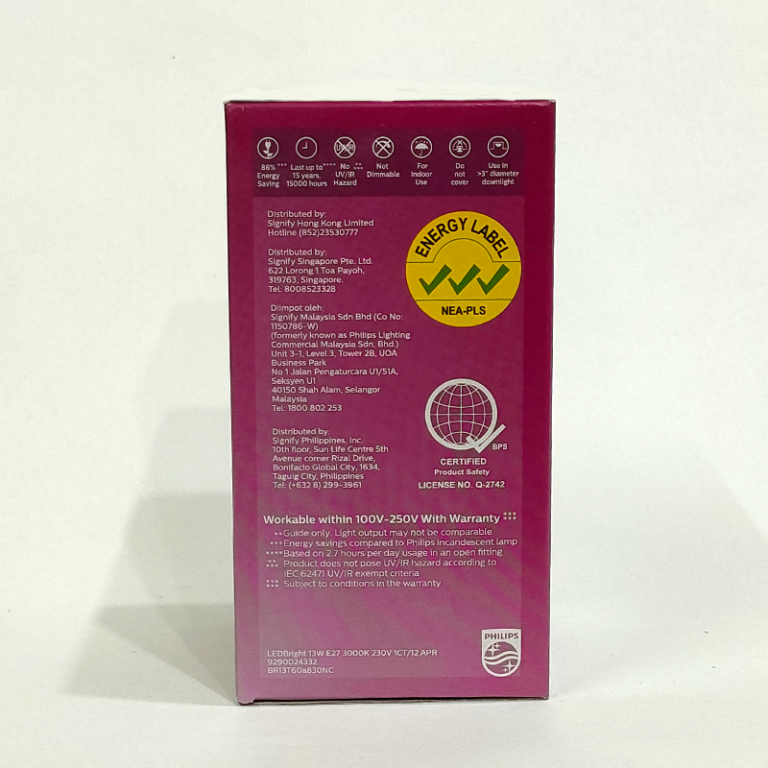 UV/IR
86% ***
Energy
Saving
Last up to ****
15 years,
15000 hours
No
UV/IR
Hazard
Not
Dimmable
For
Indoor
Use
Do
not
cover
Use in
>3" diameter
downlight
Distributed by:
Signify Hong Kong Limited
Hotline (852)23530777
Distributed by:
Signify Singapore Pte. Ltd.
622 Lorong 1 Toa Payoh,
319763, Singapore.
Tel: 8008523328
Diimpot oleh:
Signify Malaysia Sdn Bhd (Co No:
1150786-W)
(formerly known as Philips Lighting
Commercial Malaysia Sdn. Bhd.)
Unit 3-1, Level 3, Tower 2B, UOA
Business Park
No 1 Jalan Pengaturcara U1/51A,
Seksyen U1
40150 Shah Alam, Selangor
Malaysia
Tel: 1800 802 253
Distributed by:
Signify Philippines, Inc.
10th floor, Sun Life Centre 5th
Avenue corner Rizal Drive,
Bonifacio Global City, 1634,
Taguig City, Philippines
Tel: (+632 8) 299-3961
ENERGY LABEL
NEA-PLS
BPS
CERTIFIED
Product Safety
LICENSE NO. Q-2742
Workable within 100V~250V With Warranty
** Guide only. Light output may not be comparable
*** Energy savings compared to Philips incandescent lamp
**** Based on 2.7 hours per day usage in an open fitting
Product does not pose UV/IR hazard according to
IEC 62471 UV/IR exempt criteria
Subject to conditions in the warranty
LEDBright 13W E27 3000K 230V 1CT/12 APR
9290024332
BR13T60a830NC
PHILIPS